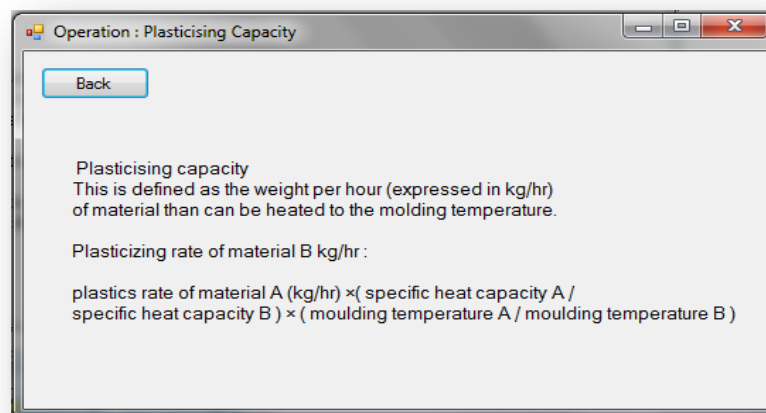 Operation : Plasticising Capacity
Back
Plasticising capacity
This is defined as the weight per hour (expressed in kg/hr)
of material than can be heated to the molding temperature.
Plasticizing rate of material B kg/hr :
plastics rate of material A (kg/hr) ×( specific heat capacity A /
specific heat capacity B ) × ( moulding temperature A / moulding temperature B )